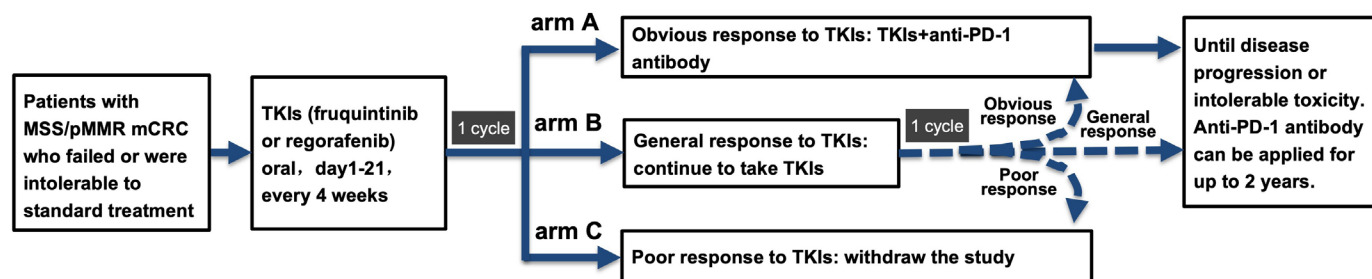 Patients with
MSS/pMMR mCRC
who failed or were
intolerable to
standard treatment
TKIs (fruquintinib
or regorafenib)
oral，day1-21，
every 4 weeks
1 cycle
arm A
Obvious response to TKIs: TKIs+anti-PD-1
antibody
arm B
General response to TKIs:
continue to take TKIs
1 cycle
Obvious
response
General
response
Poor
response
arm C
Poor response to TKIs: withdraw the study
Until disease
progression or
intolerable toxicity.
Anti-PD-1 antibody
can be applied for
up to 2 years.